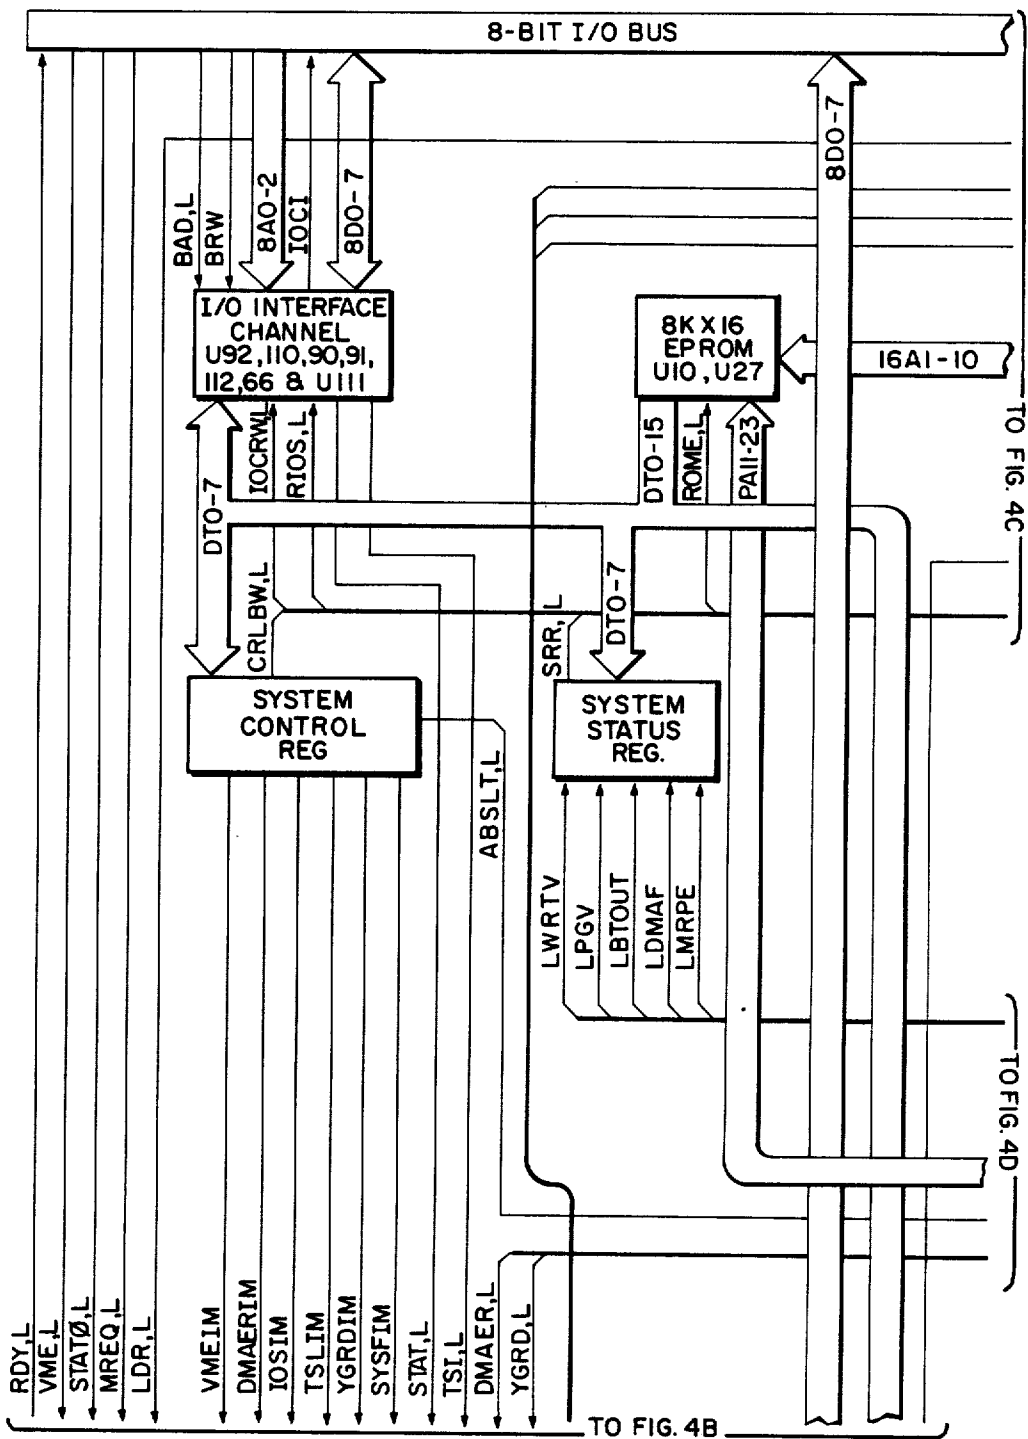 8-BIT I/O BUS
BAD,L
BRW
8A0-2
IOCI
8D0-7
8D0-7
I/O INTERFACE
CHANNEL
U92,110,90,91,
112,66 & U111
8K X 16
EPROM
U10, U27
16A1-10
TO FIG. 4C
DT0-7
IOCRW,L
RIOS,L
DT0-15
ROME,L
PA11-23
CRLBW,L
SRR, L
DT0-7
SYSTEM
CONTROL
REG
SYSTEM
STATUS
REG.
ABSLT,L
LWRTV
LPGV
LBTOUT
LDMAF
LMRPE
TO FIG. 4D
RDY,L
VME,L
STATØ,L
MREQ,L
LDR,L
VMEIM
DMAERIM
IOSIM
TSLIM
YGRDIM
SYSFIM
STAT,L
TSI,L
DMAER,L
YGRD,L
TO FIG. 4B